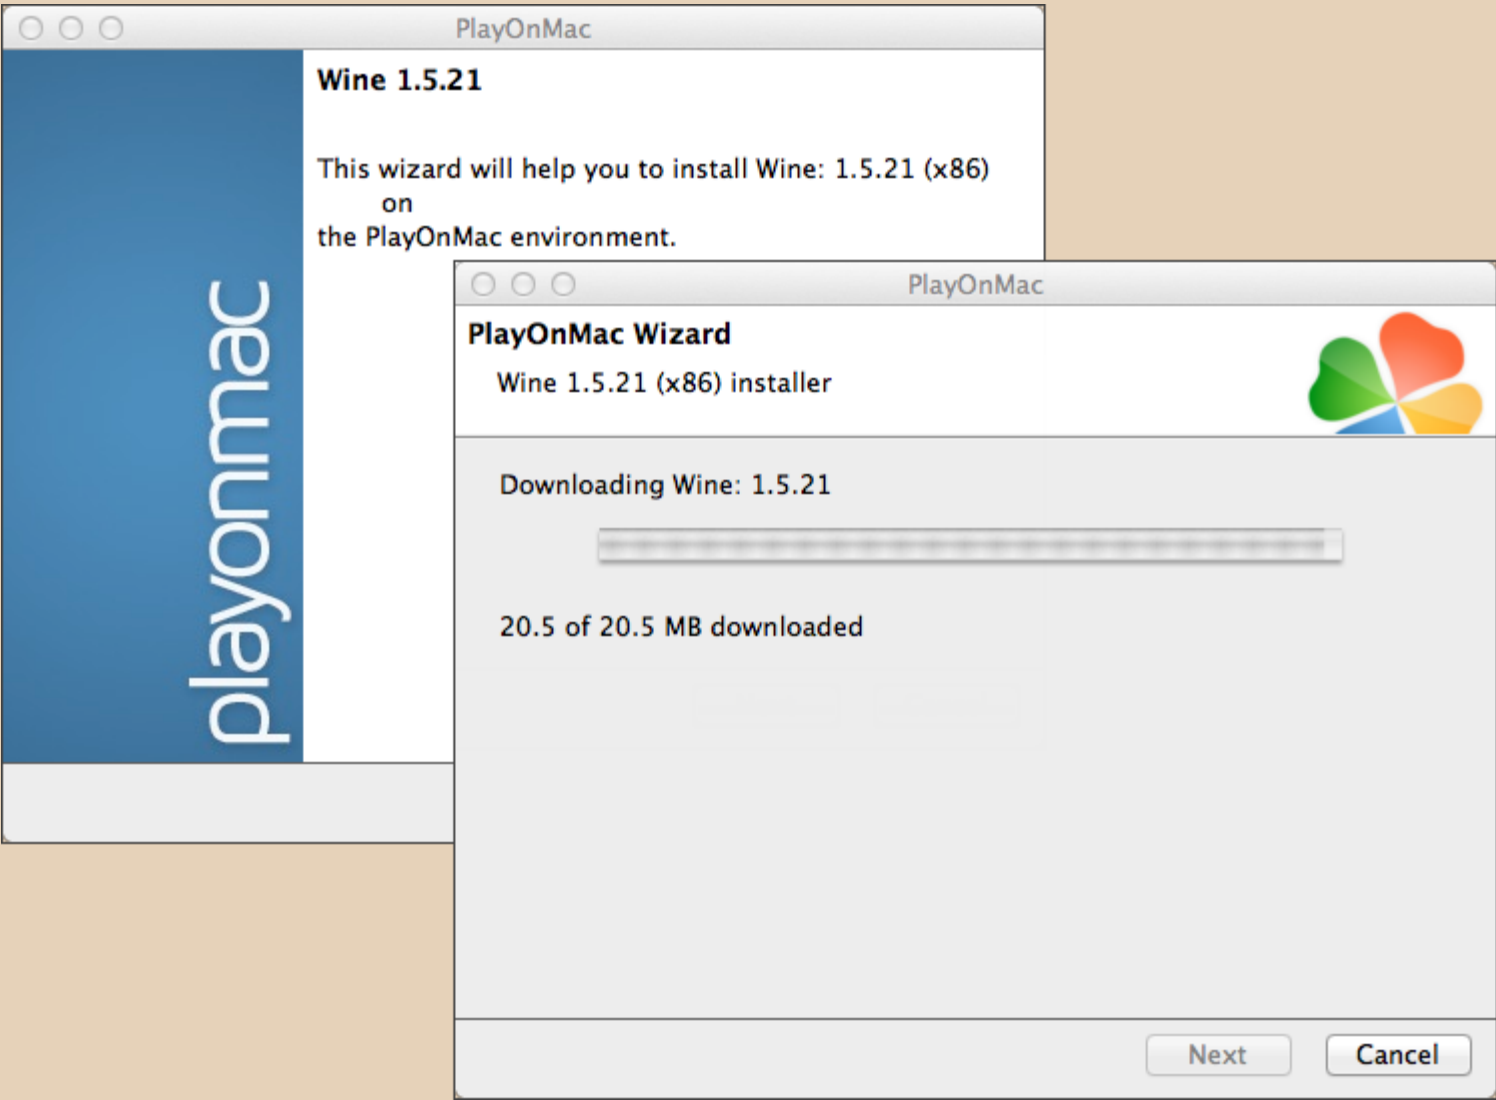 PlayOnMac
Wine 1.5.21
This wizard will help you to install Wine: 1.5.21 (x86)
on
the PlayOnMac environment.
playonmac
PlayOnMac
PlayOnMac Wizard
Wine 1.5.21 (x86) installer
Downloading Wine: 1.5.21
20.5 of 20.5 MB downloaded
Next
Cancel